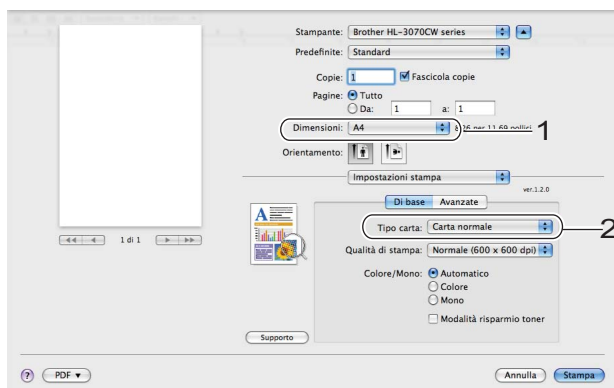 Stampante: Brother HL-3070CW series
Predefinite: Standard
Copie: 1 Fascicola copie
Pagine: Tutto
Da: 1 a: 1
Dimensioni: A4 8,26 per 11,69 pollici 1
Orientamento:
Impostazioni stampa
ver.1.2.0
Di base Avanzate
Tipo carta: Carta normale 2
1 di 1
Qualità di stampa: Normale (600 x 600 dpi)
Colore/Mono: Automatico
Colore
Mono
Modalità risparmio toner
Supporto
? PDF Annulla Stampa